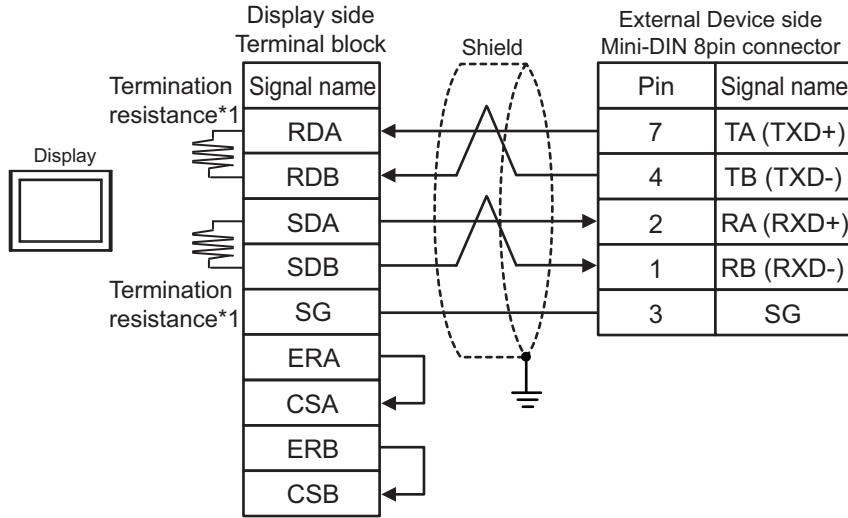 Display side
Terminal block
Shield
External Device side
Mini-DIN 8pin connector
Termination
resistance*1
Display
Signal name
Pin
Signal name
RDA
7
TA (TXD+)
RDB
4
TB (TXD-)
SDA
2
RA (RXD+)
SDB
1
RB (RXD-)
Termination
resistance*1
SG
3
SG
ERA
CSA
ERB
CSB